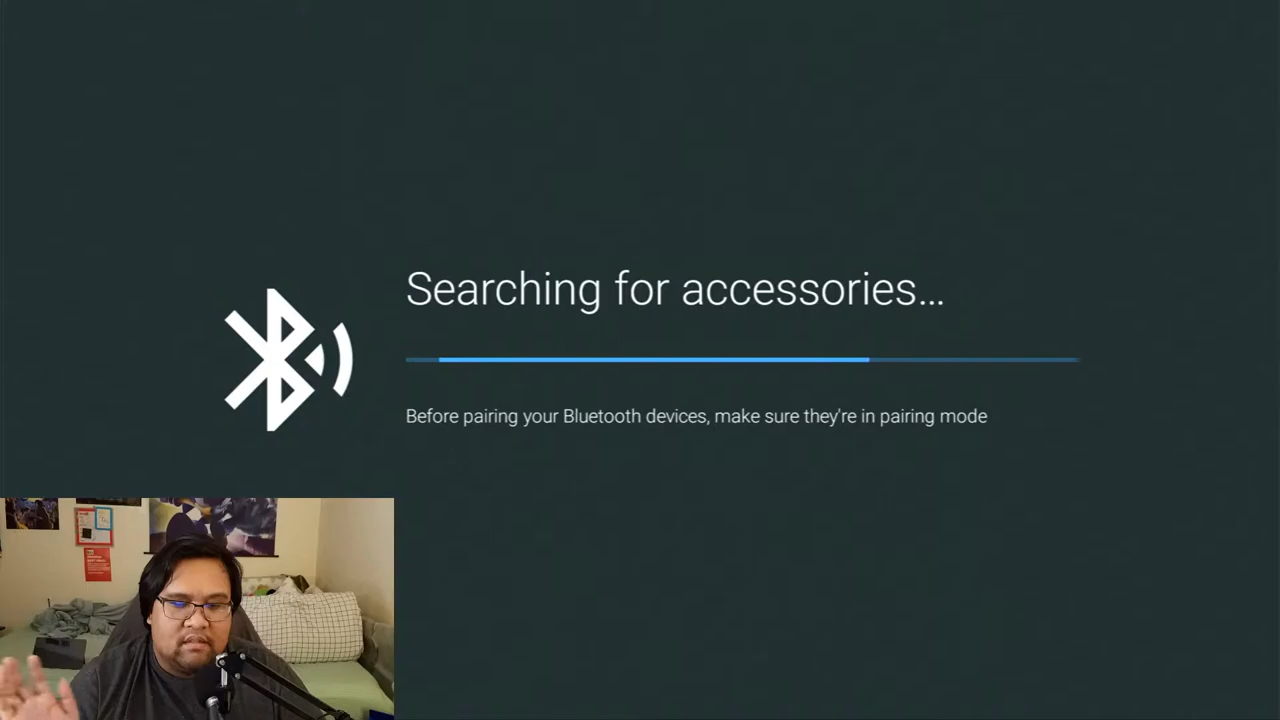 Searching for accessories...
Before pairing your Bluetooth devices, make sure they're in pairing mode